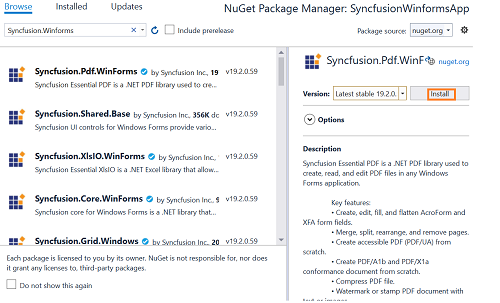 Browse Installed Updates NuGet Package Manager: SyncfusionWinformsApp
Syncfusion.Winforms Include prerelease Package source: nuget.org
Syncfusion.Pdf.WinForms by Syncfusion Inc., 19 v19.2.0.59
Syncfusion Essential PDF is a .NET PDF library used to cre...
Syncfusion.Shared.Base by Syncfusion Inc., 356K dc v19.2.0.59
Syncfusion UI controls for Windows Forms provide vario...
Syncfusion.XlsIO.WinForms by Syncfusion Inc., v19.2.0.59
Syncfusion Essential XlsIO is a .NET Excel library that allow...
Syncfusion.Core.WinForms by Syncfusion Inc., 9 v19.2.0.59
Syncfusion core for Windows Forms is a .NET library that...
Syncfusion.Grid.Windows by Syncfusion Inc., 20 v19.2.0.59
Each package is licensed to you by its owner. NuGet is not responsible for, nor does
it grant any licenses to, third-party packages.
Do not show this again
Syncfusion.Pdf.WinF nuget.org
Version: Latest stable 19.2.0. Install
Options
Description
Syncfusion Essential PDF is a .NET PDF library used to
create, read, and edit PDF files in any Windows
Forms application.
Key features:
• Create, edit, fill, and flatten AcroForm and
XFA form fields.
• Merge, split, rearrange, and remove pages.
• Create accessible PDF (PDF/UA) from
scratch.
• Create PDF/A1b and PDF/X1a
conformance document from scratch.
• Compress PDF file.
• Watermark or stamp PDF document with
text or images